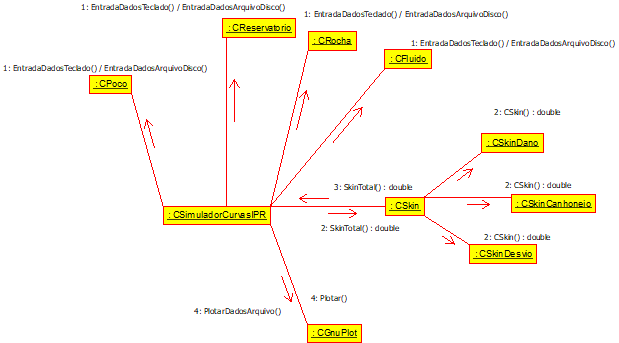 1: EntradaDadosTeclado() / EntradaDadosArquivoDisco()
1: EntradaDadosTeclado() / EntradaDadosArquivoDisco()
: CReservatorio
: CRocha
1: EntradaDadosTeclado() / EntradaDadosArquivoDisco()
: CFluido
1: EntradaDadosTeclado() / EntradaDadosArquivoDisco()
: CPoco
2: CSkin() : double
: CSkinDano
3: SkinTotal() : double
2: CSkin() : double
: CSimuladorCurvasIPR
: CSkin
: CSkinCanhoneio
2: SkinTotal() : double
2: CSkin() : double
: CSkinDesvio
4: Plotar()
4: PlotarDadosArquivo()
: CGnuPlot